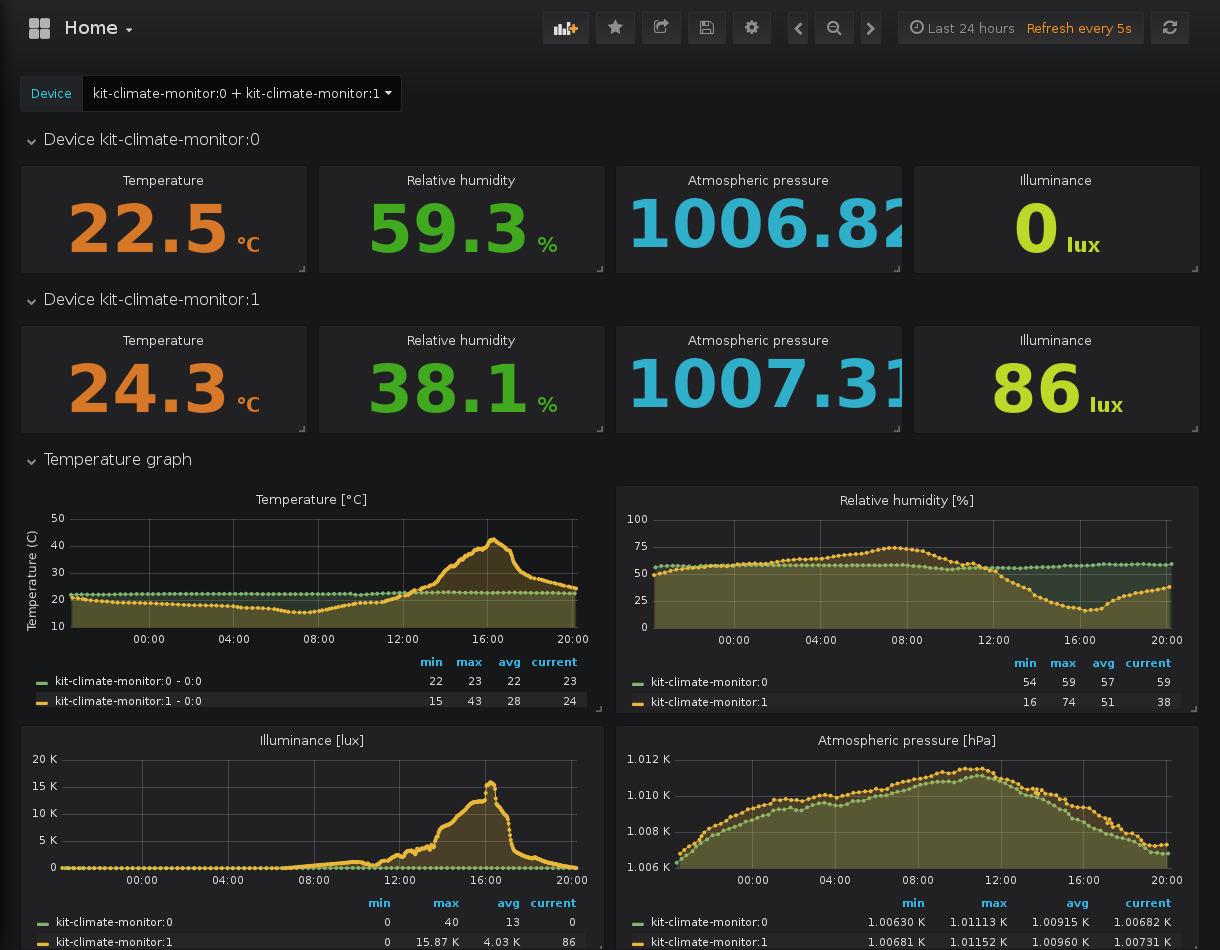 Home
Last 24 hours Refresh every 5s
Device kit-climate-monitor:0 + kit-climate-monitor:1
Device kit-climate-monitor:0
Temperature Relative humidity Atmospheric pressure Illuminance
22.5 °C 59.3 % 1006.82 0 lux
Device kit-climate-monitor:1
Temperature Relative humidity Atmospheric pressure Illuminance
24.3 °C 38.1 % 1007.31 86 lux
Temperature graph
Temperature [°C]
Temperature (C)
50
40
30
20
10
00:00 04:00 08:00 12:00 16:00 20:00
min max avg current
kit-climate-monitor:0 - 0:0 22 23 22 23
kit-climate-monitor:1 - 0:0 15 43 28 24
Relative humidity [%]
100
75
50
25
0
00:00 04:00 08:00 12:00 16:00 20:00
min max avg current
kit-climate-monitor:0 54 59 57 59
kit-climate-monitor:1 16 74 51 38
Illuminance [lux]
20 K
15 K
10 K
5 K
0
00:00 04:00 08:00 12:00 16:00 20:00
min max avg current
kit-climate-monitor:0 0 40 13 0
kit-climate-monitor:1 0 15.87 K 4.03 K 86
Atmospheric pressure [hPa]
1.012 K
1.010 K
1.008 K
1.006 K
00:00 04:00 08:00 12:00 16:00 20:00
min max avg current
kit-climate-monitor:0 1.00630 K 1.01113 K 1.00915 K 1.00682 K
kit-climate-monitor:1 1.00681 K 1.01152 K 1.00960 K 1.00731 K